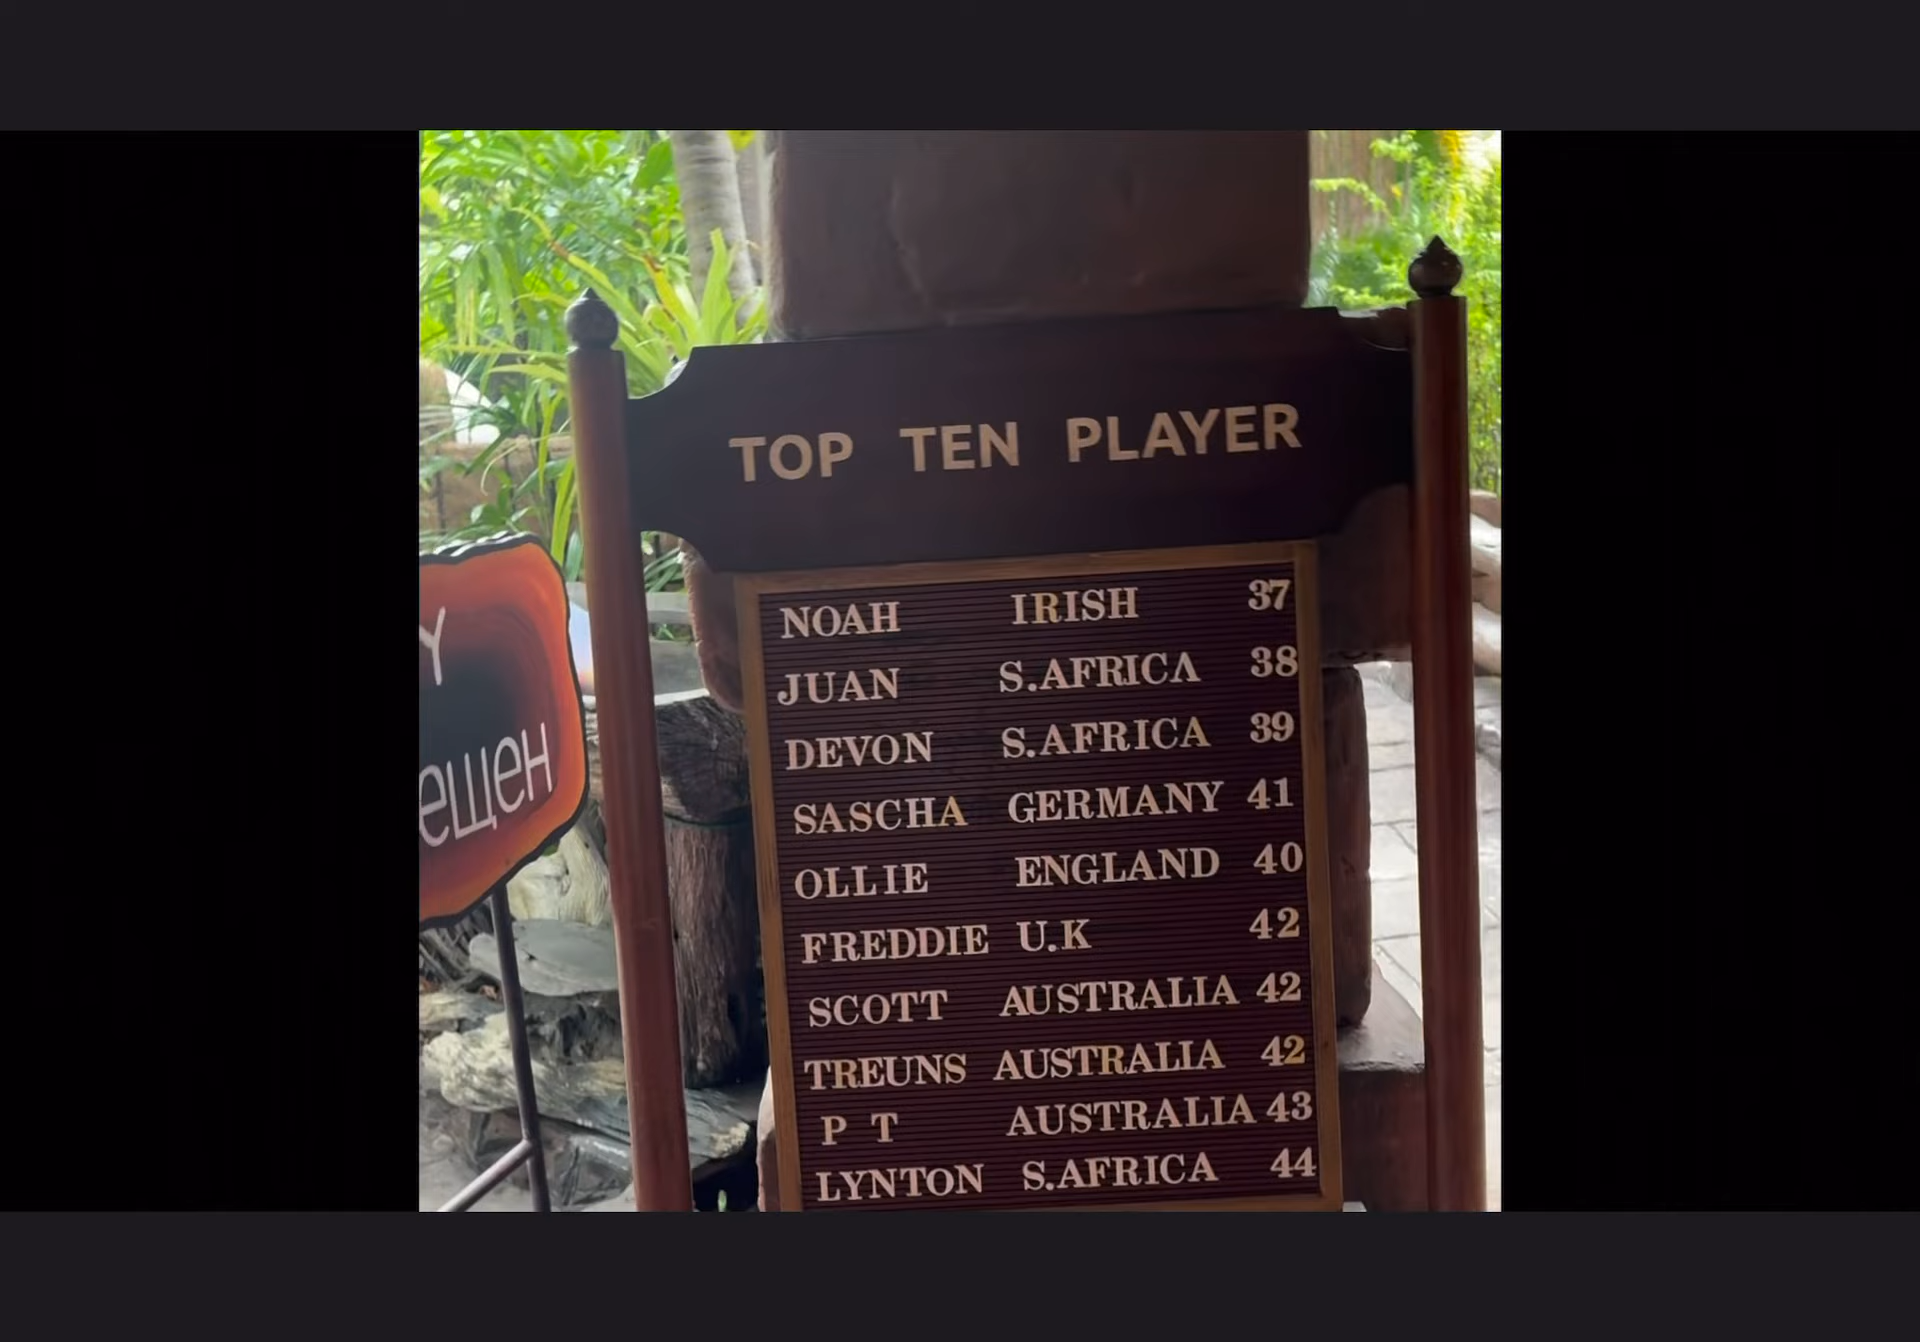 TOP TEN PLAYER
NOAH IRISH 37
JUAN S.AFRICA 38
DEVON S.AFRICA 39
SASCHA GERMANY 41
OLLIE ENGLAND 40
FREDDIE U.K 42
SCOTT AUSTRALIA 42
TREUNS AUSTRALIA 42
P T AUSTRALIA 43
LYNTON S.AFRICA 44
Y
ещен